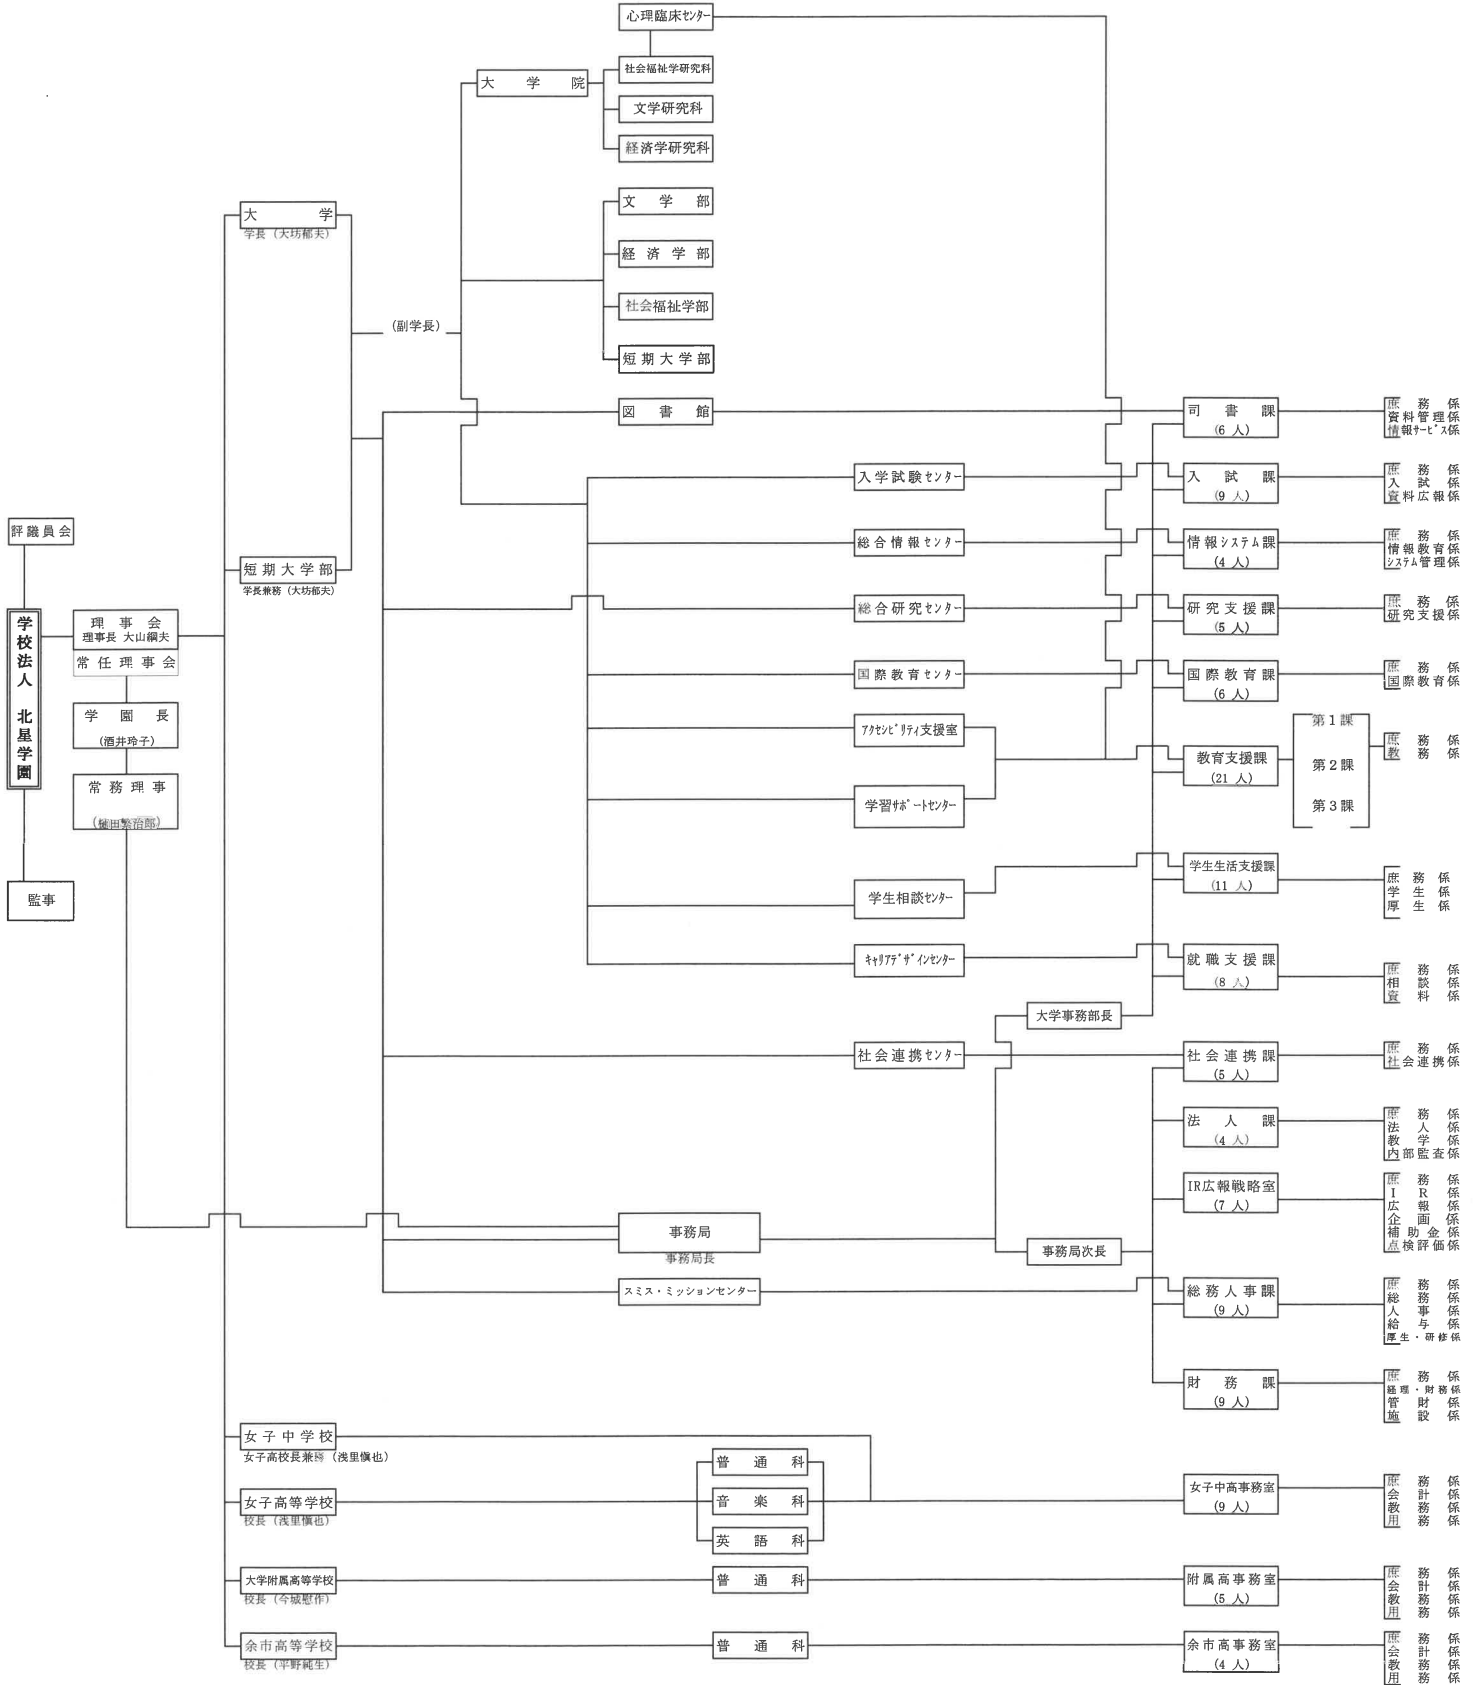 心理臨床センター
大学院
社会福祉学研究科
文学研究科
経済学研究科
大学
学長（大坊郁夫）
文学部
経済学部
社会福祉学部
短期大学部
（副学長）
図書館
司書課
（6人）
庶務係
資料管理係
情報サービス係
入学試験センター
入試課
（9人）
庶務係
入試係
資料広報係
総合情報センター
情報システム課
（4人）
庶務係
情報教育係
システム管理係
短期大学部
学長兼務（大坊郁夫）
総合研究センター
研究支援課
（5人）
庶務係
研究支援係
評議員会
学校法人 北星学園
監事
理事会
理事長 大山綱夫
常任理事会
学園長
（酒井玲子）
常務理事
（樋田繁治郎）
国際教育センター
国際教育課
（6人）
庶務係
国際教育係
アクセシビリティ支援室
学習サポートセンター
教育支援課
（21人）
第1課
第2課
第3課
庶務係
教務係
学生相談センター
学生生活支援課
（11人）
庶務係
学生係
厚生係
キャリアデザインセンター
就職支援課
（8人）
庶務係
相談係
資料係
大学事務部長
社会連携センター
社会連携課
（5人）
庶務係
社会連携係
法人課
（4人）
庶務係
法人係
教学係
内部監査係
IR広報戦略室
（7人）
庶務係
IR係
広報係
企画係
補助金係
点検評価係
事務局
事務局長
事務局次長
スミス・ミッションセンター
総務人事課
（9人）
庶務係
総務係
人事係
給与係
厚生・研修係
財務課
（9人）
庶務係
経理・財務係
管財係
施設係
女子中学校
女子高校長兼務（浅里愼也）
女子高等学校
校長（浅里愼也）
普通科
音楽科
英語科
女子中高事務室
（9人）
庶務係
会計係
教務係
用務係
大学附属高等学校
校長（今城慰作）
普通科
附属高事務室
（5人）
庶務係
会計係
教務係
用務係
余市高等学校
校長（平野純生）
普通科
余市高事務室
（4人）
庶務係
会計係
教務係
用務係